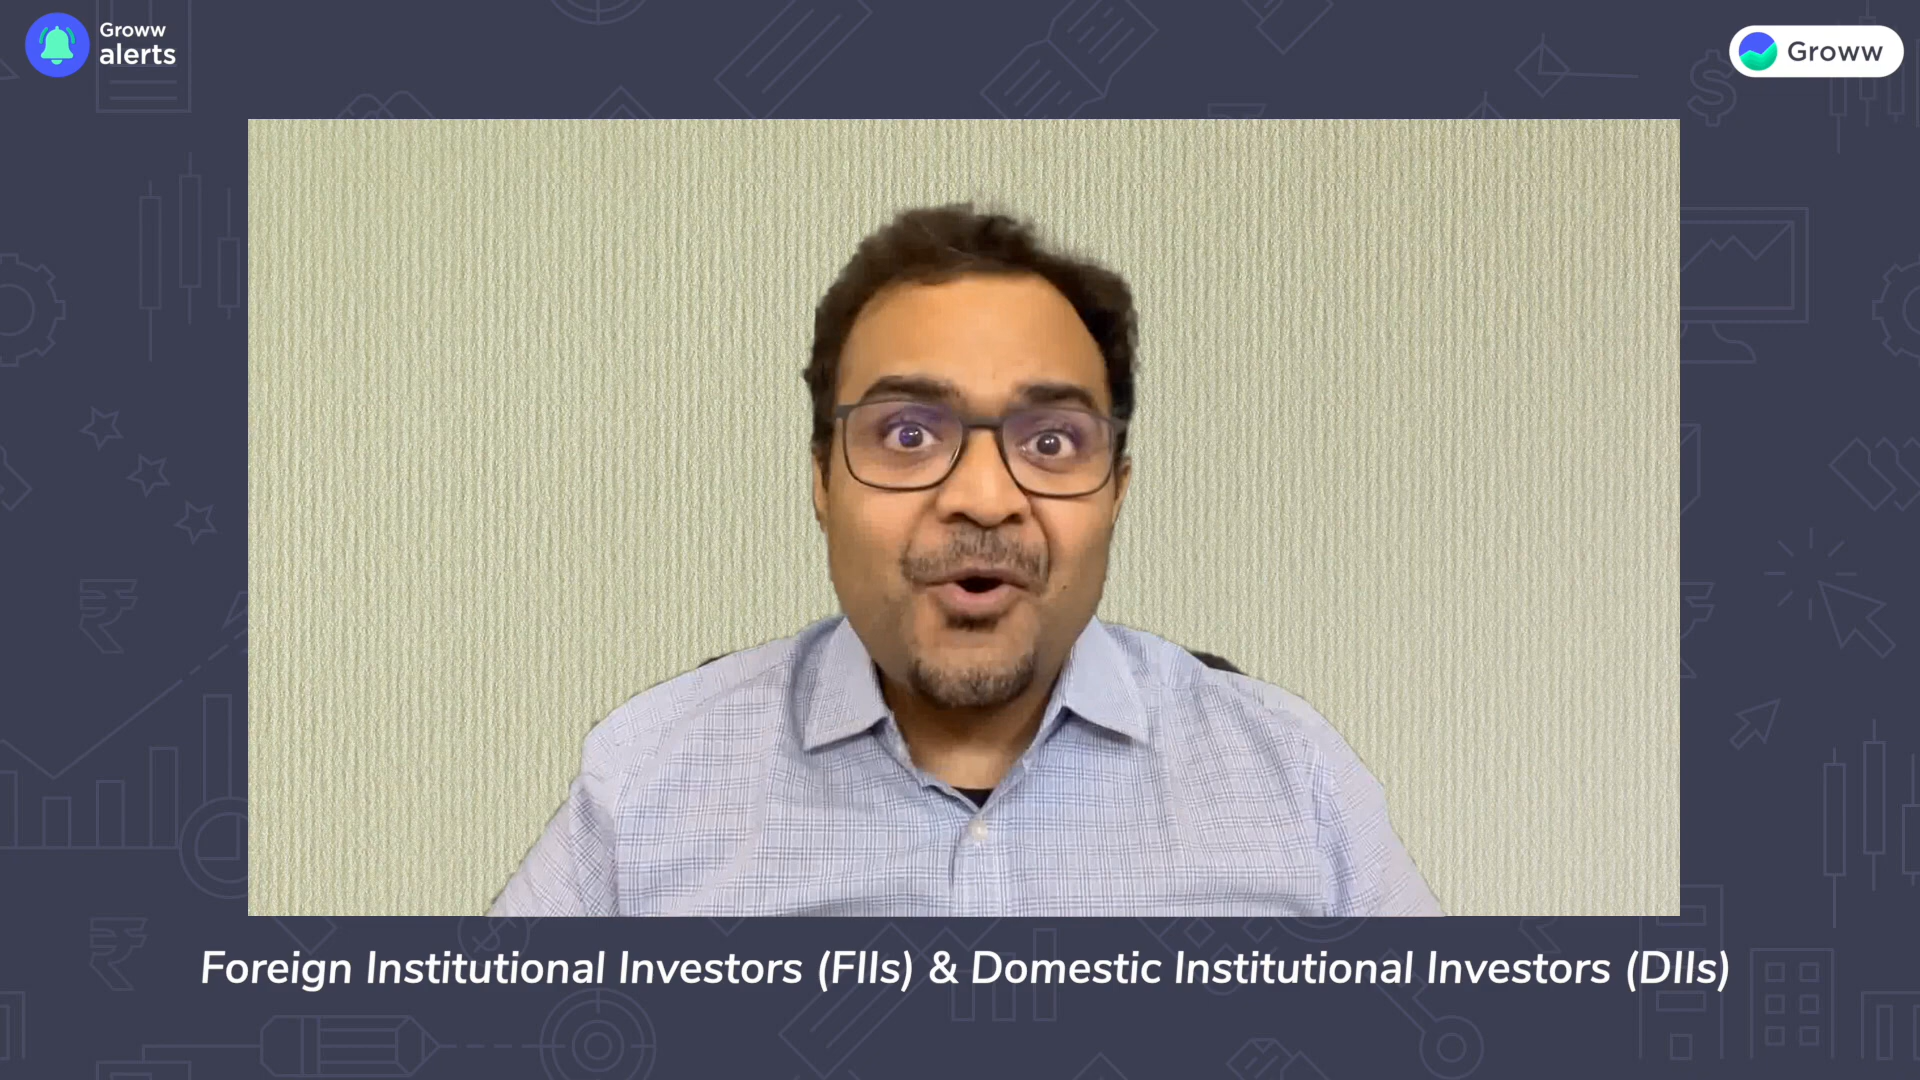 Groww
alerts
Groww
Foreign Institutional Investors (FIIs) & Domestic Institutional Investors (DIIs)